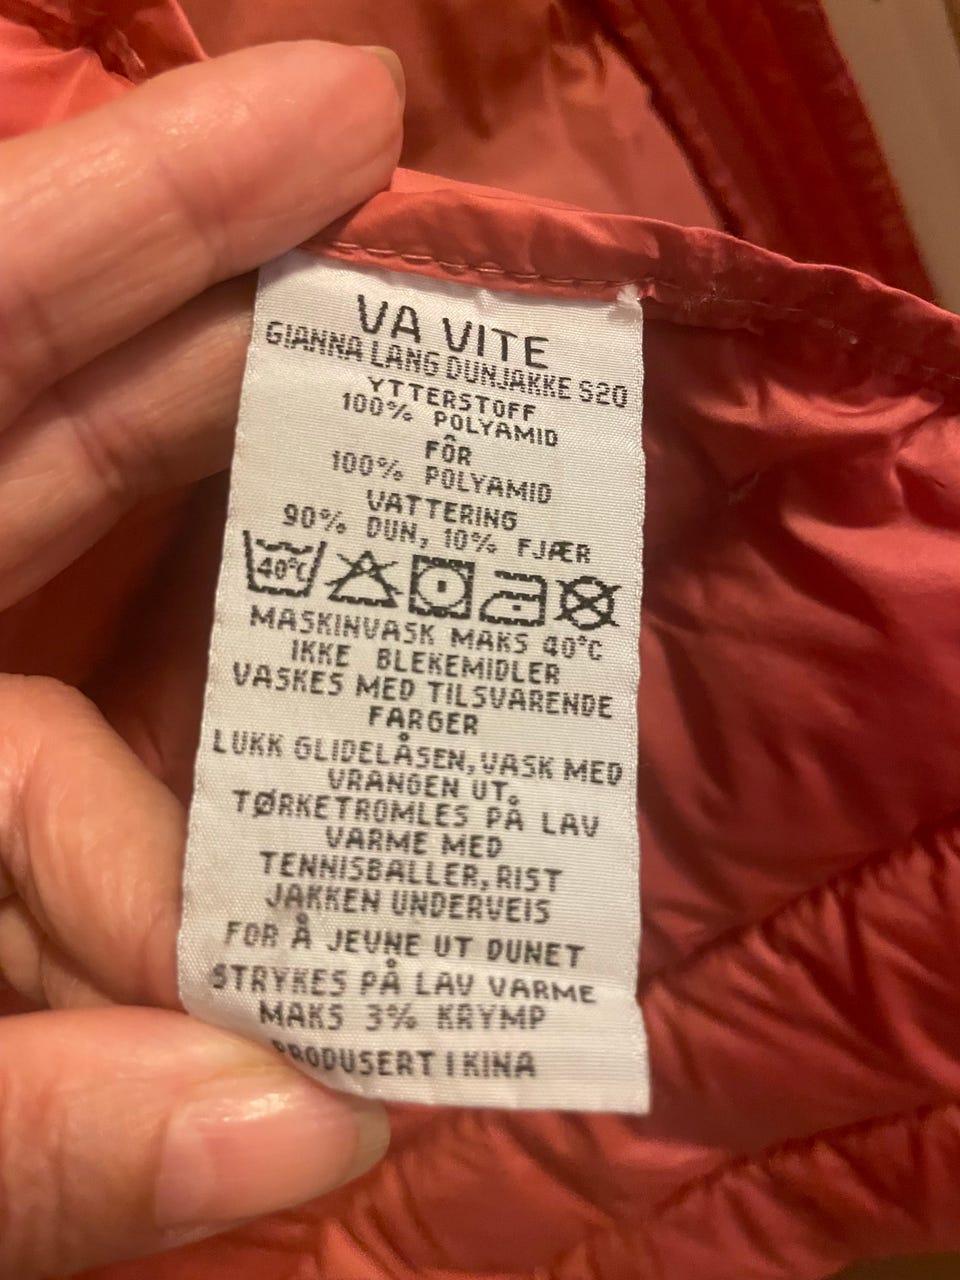 VA VITE
GIANNA LANG DUNJAKKE S20
YTTERSTOFF
100% POLYAMID
FÔR
100% POLYAMID
VATTERING
90% DUN, 10% FJÆR
40°C
MASKINVASK MAKS 40°C
IKKE BLEKEMIDLER
VASKES MED TILSVARENDE
FARGER
LUKK GLIDELÅSEN, VASK MED
VRANGEN UT.
TØRKETROMLES PÅ LAV
VARME MED
TENNISBALLER, RIST
JAKKEN UNDERVEIS
FOR Å JEVNE UT DUNET
STRYKES PÅ LAV VARME
MAKS 3% KRYMP
PRODUSERT I KINA